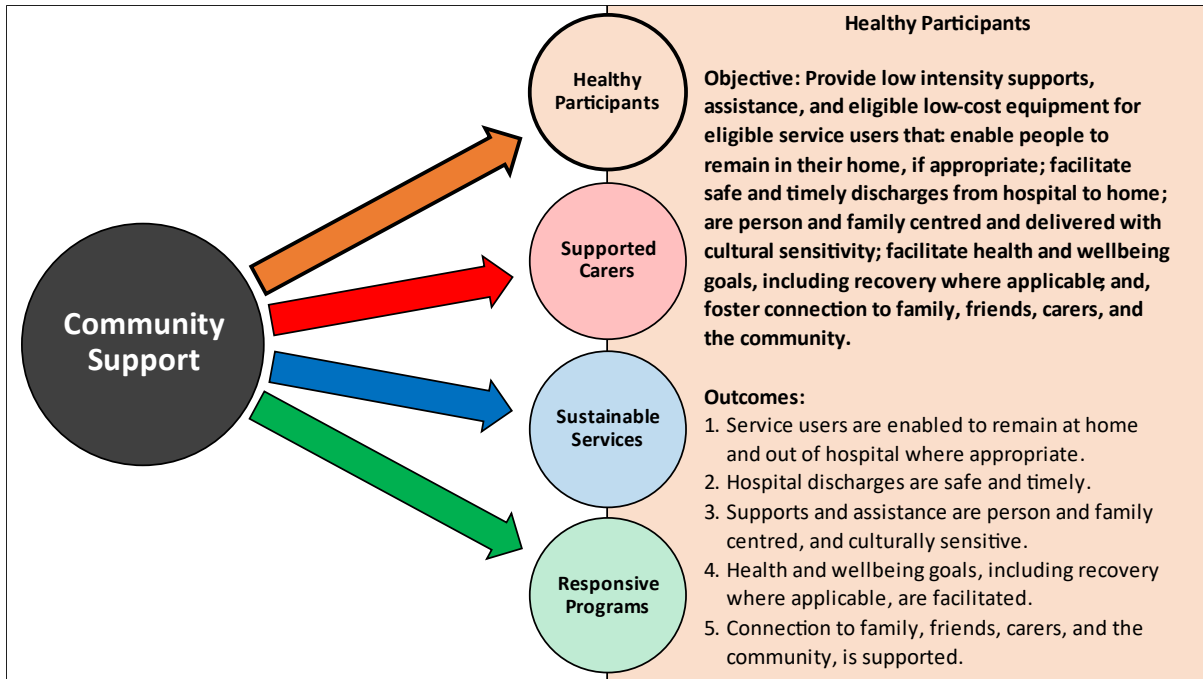 Community
Support
Healthy
Participants
Supported
Carers
Sustainable
Services
Responsive
Programs
Healthy Participants
Objective: Provide low intensity supports,
assistance, and eligible low-cost equipment for
eligible service users that: enable people to
remain in their home, if appropriate; facilitate
safe and timely discharges from hospital to home;
are person and family centred and delivered with
cultural sensitivity; facilitate health and wellbeing
goals, including recovery where applicable; and,
foster connection to family, friends, carers, and
the community.
Outcomes:
1. Service users are enabled to remain at home
and out of hospital where appropriate.
2. Hospital discharges are safe and timely.
3. Supports and assistance are person and family
centred, and culturally sensitive.
4. Health and wellbeing goals, including recovery
where applicable, are facilitated.
5. Connection to family, friends, carers, and the
community, is supported.